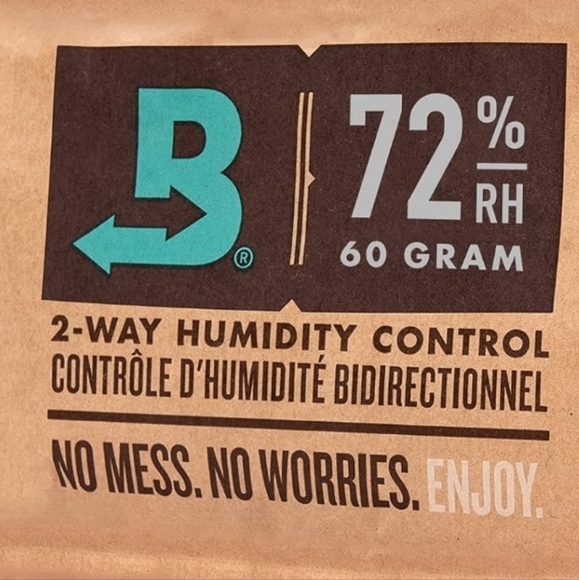 B®
72%
RH
60 GRAM
2-WAY HUMIDITY CONTROL
CONTRÔLE D'HUMIDITÉ BIDIRECTIONNEL
NO MESS. NO WORRIES. ENJOY.